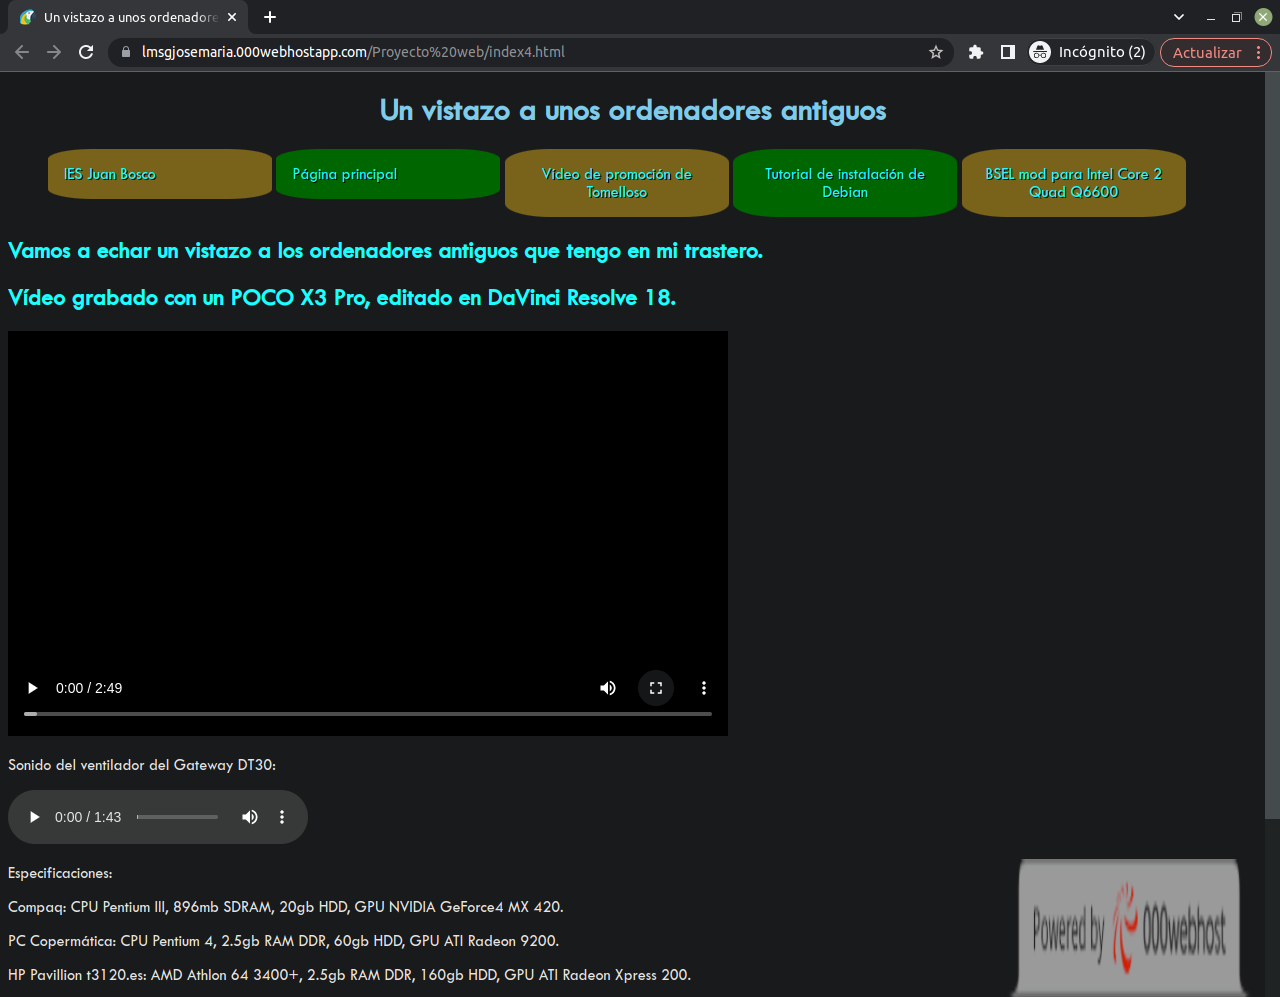 Un vistazo a unos ordenadore
lmsgjosemaria.000webhostapp.com/Proyecto%20web/index4.html
Incógnito (2)
Actualizar
Un vistazo a unos ordenadores antiguos
IES Juan Bosco
Página principal
Vídeo de promoción de
Tomelloso
Tutorial de instalación de
Debian
BSEL mod para Intel Core 2
Quad Q6600
Vamos a echar un vistazo a los ordenadores antiguos que tengo en mi trastero.
Vídeo grabado con un POCO X3 Pro, editado en DaVinci Resolve 18.
0:00 / 2:49
Sonido del ventilador del Gateway DT30:
0:00 / 1:43
Especificaciones:
Compaq: CPU Pentium III, 896mb SDRAM, 20gb HDD, GPU NVIDIA GeForce4 MX 420.
PC Copermática: CPU Pentium 4, 2.5gb RAM DDR, 60gb HDD, GPU ATI Radeon 9200.
HP Pavillion t3120.es: AMD Athlon 64 3400+, 2.5gb RAM DDR, 160gb HDD, GPU ATI Radeon Xpress 200.
Powered by 000webhost